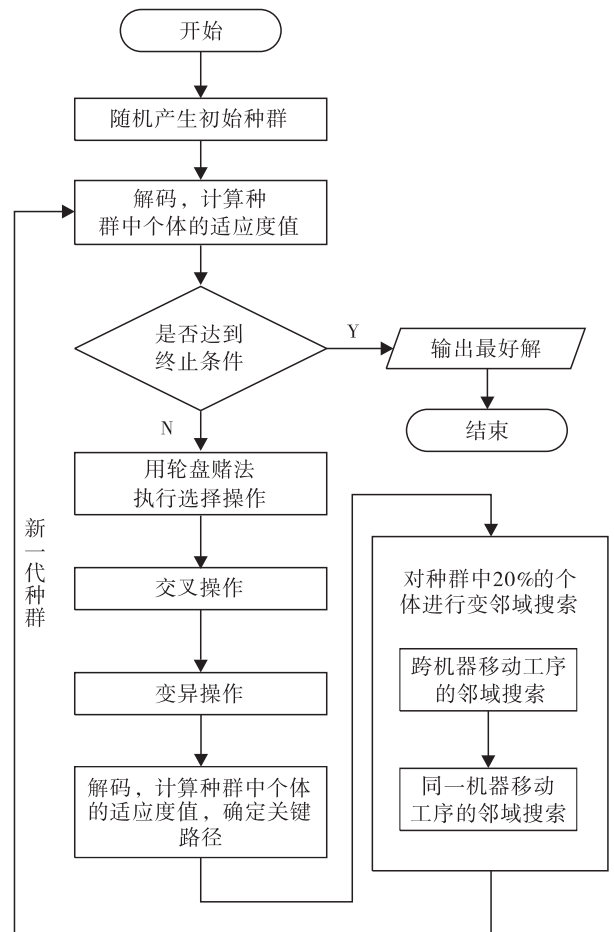 开始
随机产生初始种群
解码，计算种
群中个体的适应度值
是否达到
终止条件
Y
输出最好解
结束
N
用轮盘赌法
执行选择操作
交叉操作
变异操作
解码，计算种群中个体
的适应度值，确定关键
路径
对种群中20%的个
体进行变邻域搜索
跨机器移动工序
的邻域搜索
同一机器移动
工序的邻域搜索
新一代种群